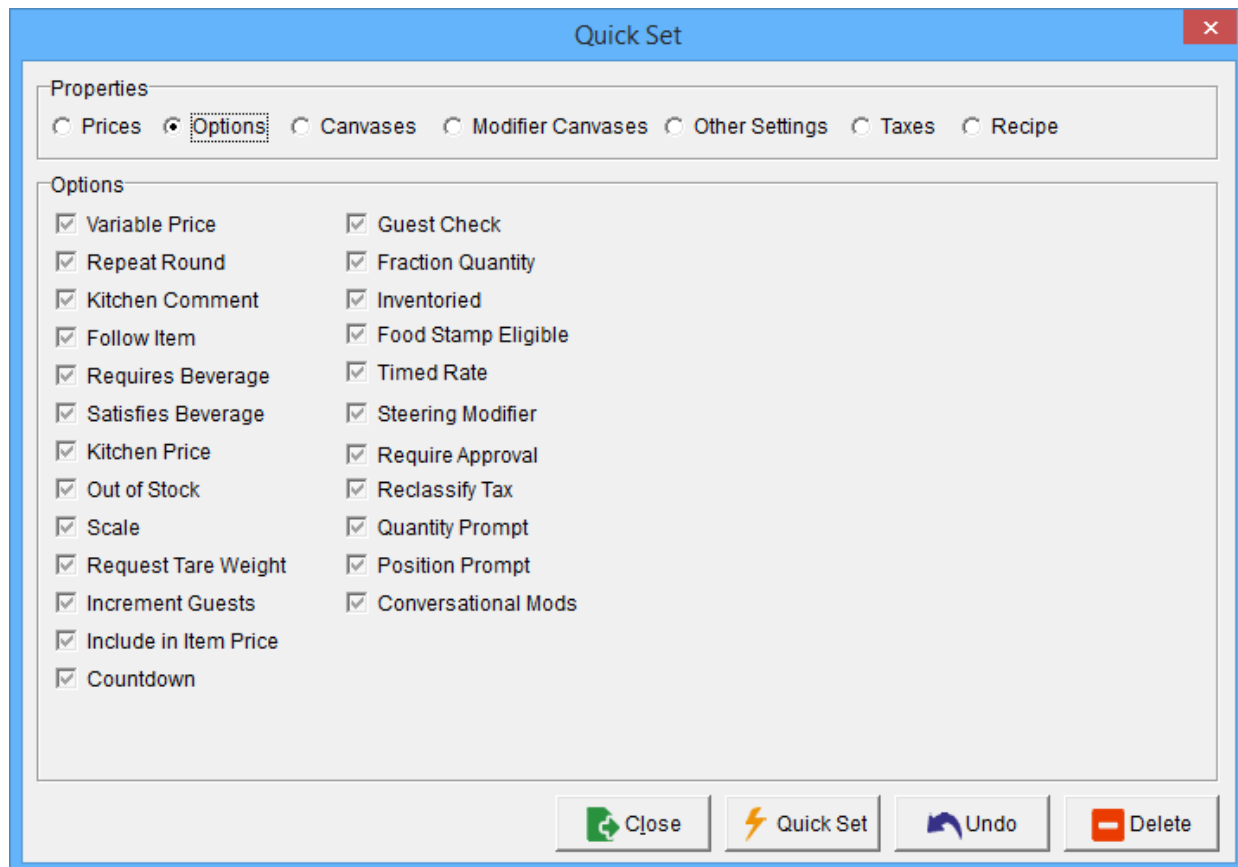 Quick Set
Properties
Prices Options Canvases Modifier Canvases Other Settings Taxes Recipe
Options
Variable Price Guest Check
Repeat Round Fraction Quantity
Kitchen Comment Inventoried
Follow Item Food Stamp Eligible
Requires Beverage Timed Rate
Satisfies Beverage Steering Modifier
Kitchen Price Require Approval
Out of Stock Reclassify Tax
Scale Quantity Prompt
Request Tare Weight Position Prompt
Increment Guests Conversational Mods
Include in Item Price
Countdown
Close Quick Set Undo Delete